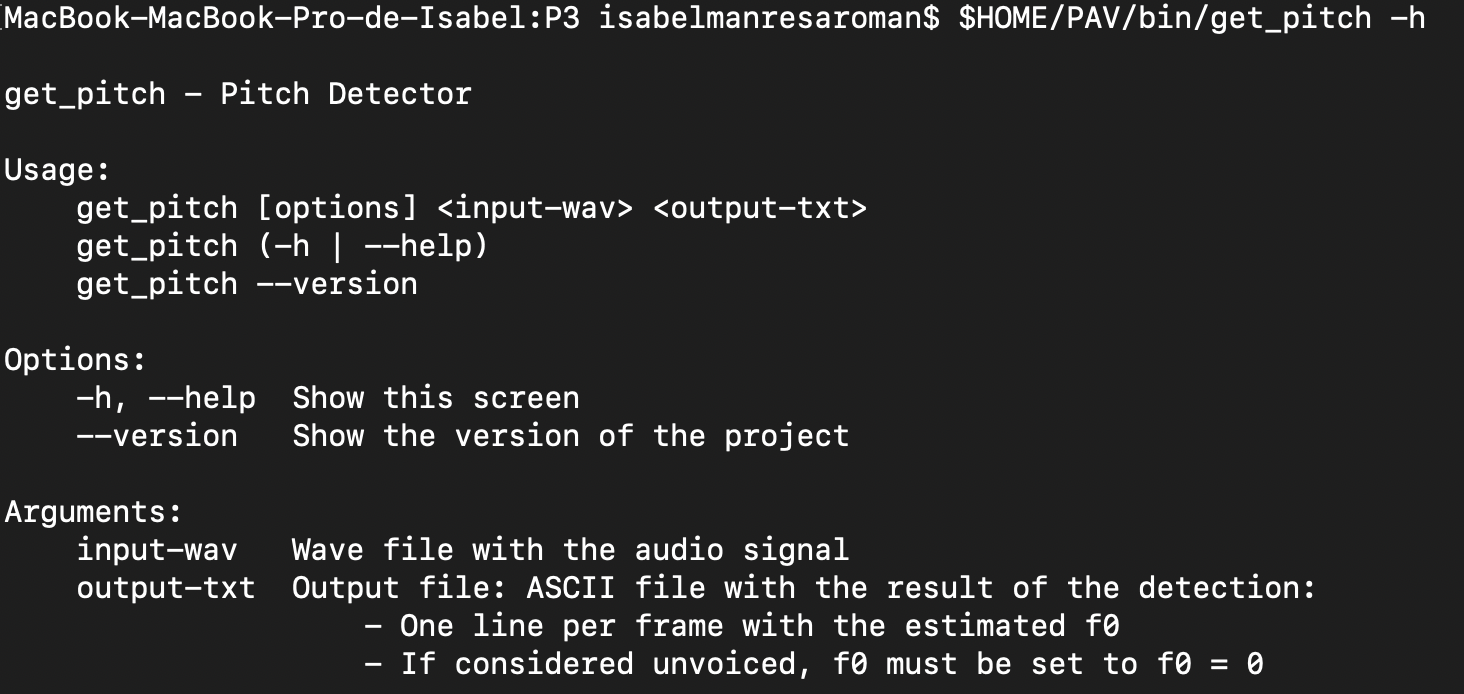 MacBook-MacBook-Pro-de-Isabel:P3 isabelmanresaroman$ $HOME/PAV/bin/get_pitch -h
get_pitch - Pitch Detector
Usage:
get_pitch [options] <input-wav> <output-txt>
get_pitch (-h | --help)
get_pitch --version
Options:
-h, --help  Show this screen
--version   Show the version of the project
Arguments:
input-wav   Wave file with the audio signal
output-txt  Output file: ASCII file with the result of the detection:
- One line per frame with the estimated f0
- If considered unvoiced, f0 must be set to f0 = 0